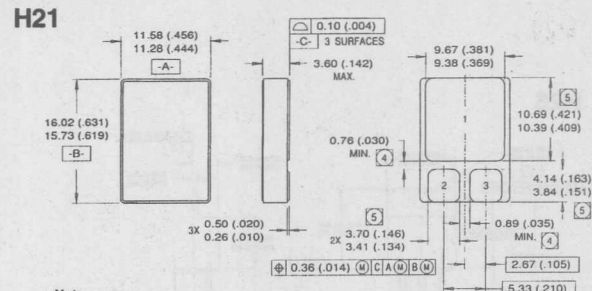 H21
11.58 (.456)
11.28 (.444)
-A-
⌓ 0.10 (.004)
-C- 3 SURFACES
3.60 (.142)
MAX.
9.67 (.381)
9.38 (.369)
16.02 (.631)
15.73 (.619)
-B-
1
5
10.69 (.421)
10.39 (.409)
0.76 (.030)
MIN. 4
2
3
4.14 (.163)
3.84 (.151)
5
3X 0.50 (.020)
0.26 (.010)
5
2X 3.70 (.146)
3.41 (.134)
0.89 (.035)
MIN. 4
⌖ 0.36 (.014) Ⓜ C A Ⓜ B Ⓜ
2.67 (.105)
5.33 (.210)